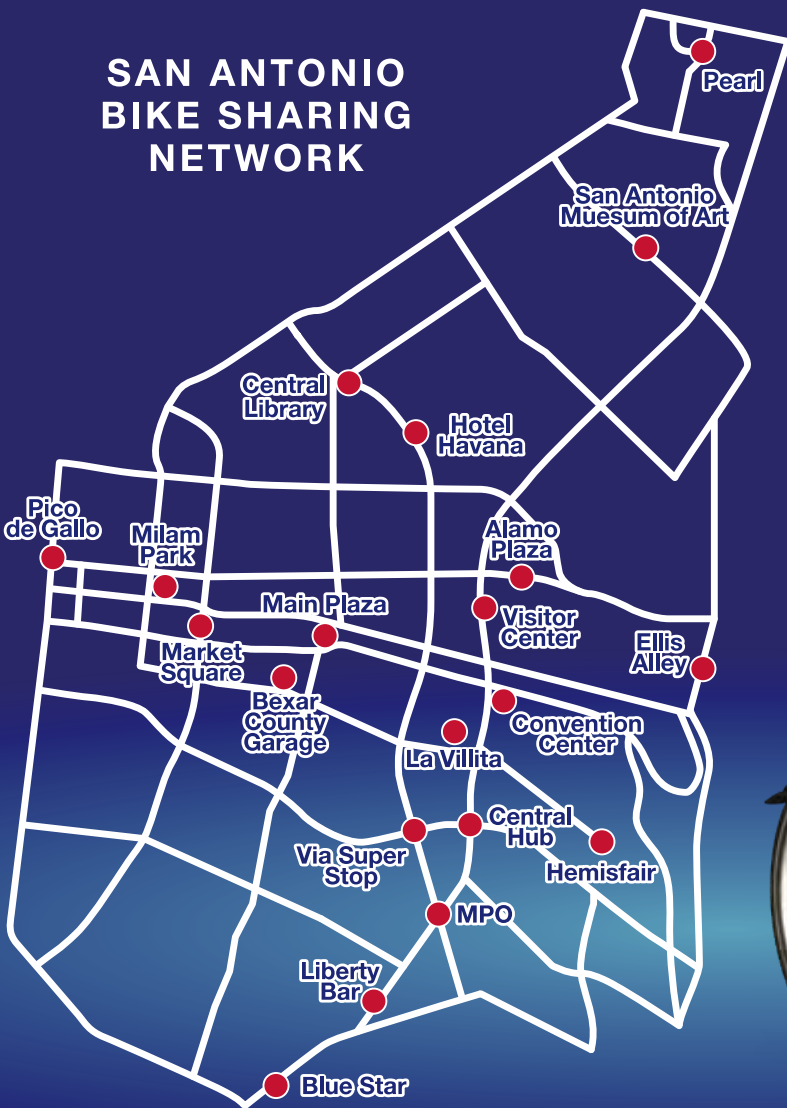 SAN ANTONIO
BIKE SHARING
NETWORK
Pearl
San Antonio
Muesum of Art
Central
Library
Hotel
Havana
Pico
de Gallo
Milam
Park
Alamo
Plaza
Main Plaza
Visitor
Center
Market
Square
Ellis
Alley
Bexar
County
Garage
Convention
Center
La Villita
Central
Hub
Via Super
Stop
Hemisfair
MPO
Liberty
Bar
Blue Star